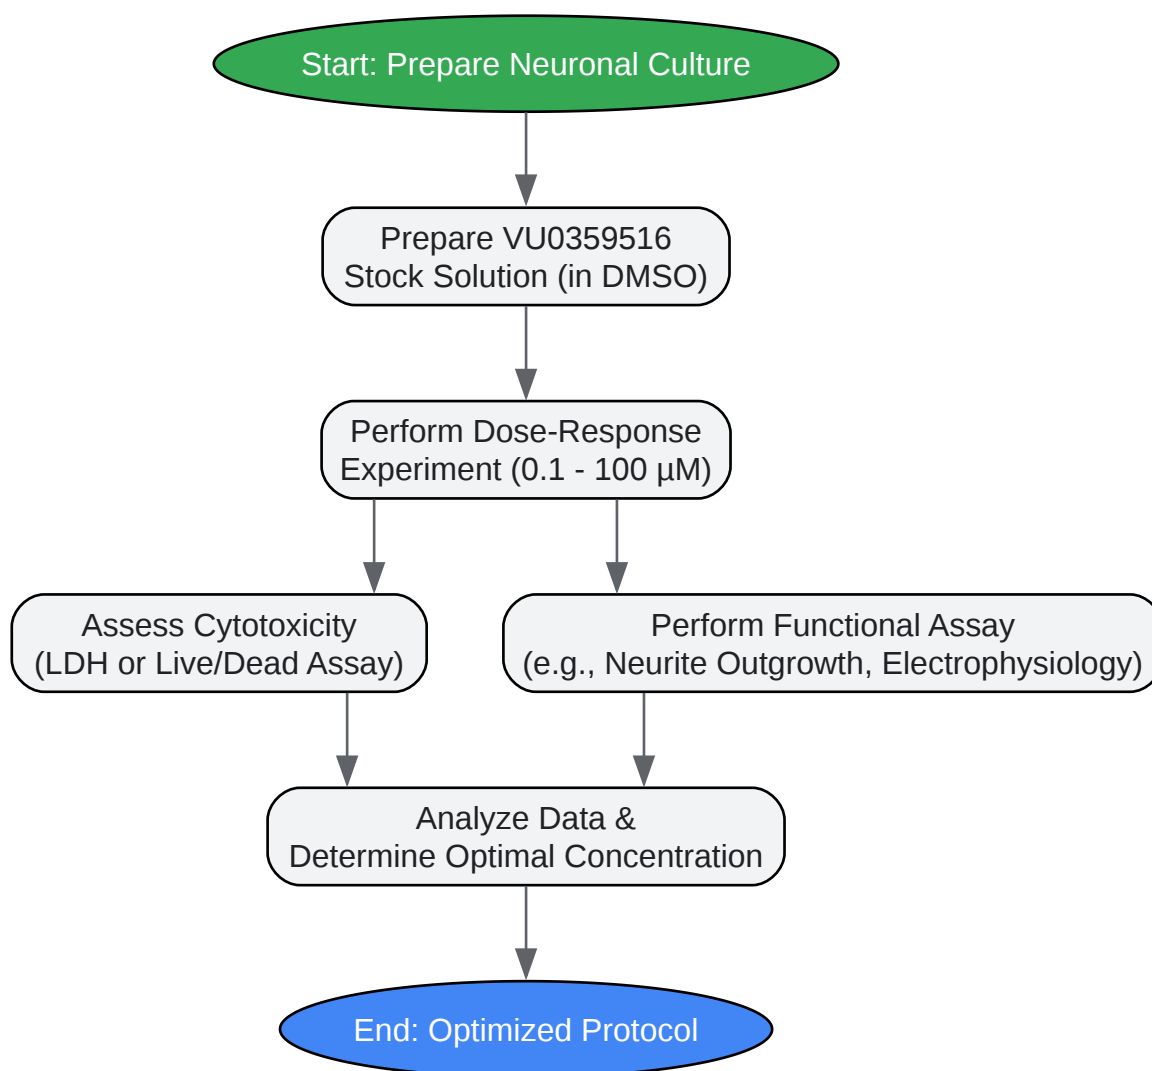 Start: Prepare Neuronal Culture
Prepare VU0359516
Stock Solution (in DMSO)
Perform Dose-Response
Experiment (0.1 - 100 µM)
Assess Cytotoxicity
(LDH or Live/Dead Assay)
Perform Functional Assay
(e.g., Neurite Outgrowth, Electrophysiology)
Analyze Data &
Determine Optimal Concentration
End: Optimized Protocol